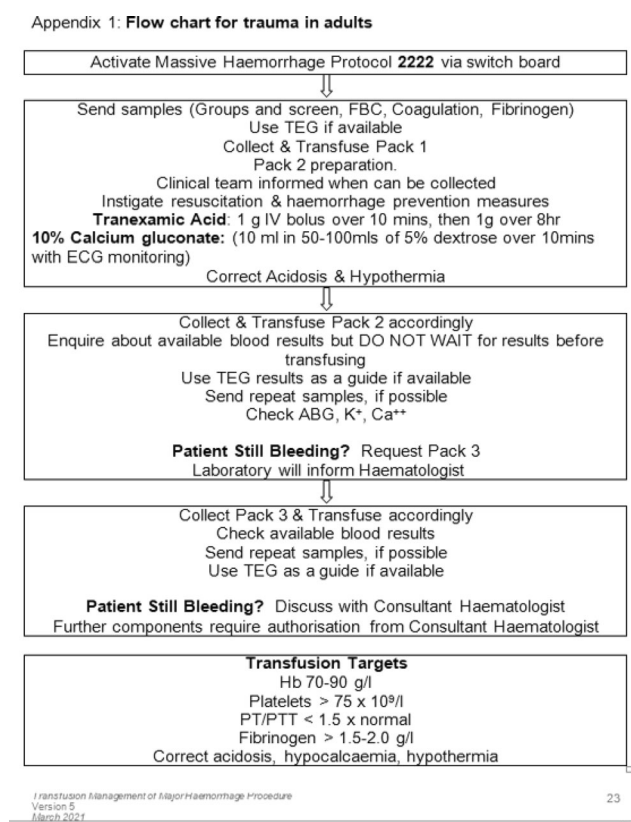 Appendix 1: Flow chart for trauma in adults
Activate Massive Haemorrhage Protocol 2222 via switch board
Send samples (Groups and screen, FBC, Coagulation, Fibrinogen)
Use TEG if available
Collect & Transfuse Pack 1
Pack 2 preparation.
Clinical team informed when can be collected
Instigate resuscitation & haemorrhage prevention measures
Tranexamic Acid: 1 g IV bolus over 10 mins, then 1g over 8hr
10% Calcium gluconate: (10 ml in 50-100mls of 5% dextrose over 10mins
with ECG monitoring)
Correct Acidosis & Hypothermia
Collect & Transfuse Pack 2 accordingly
Enquire about available blood results but DO NOT WAIT for results before
transfusing
Use TEG results as a guide if available
Send repeat samples, if possible
Check ABG, K⁺, Ca⁺⁺
Patient Still Bleeding? Request Pack 3
Laboratory will inform Haematologist
Collect Pack 3 & Transfuse accordingly
Check available blood results
Send repeat samples, if possible
Use TEG as a guide if available
Patient Still Bleeding? Discuss with Consultant Haematologist
Further components require authorisation from Consultant Haematologist
Transfusion Targets
Hb 70-90 g/l
Platelets > 75 x 10⁹/l
PT/PTT < 1.5 x normal
Fibrinogen > 1.5-2.0 g/l
Correct acidosis, hypocalcaemia, hypothermia
Transfusion Management of Major Haemorrhage Procedure
23
Version 5
March 2021